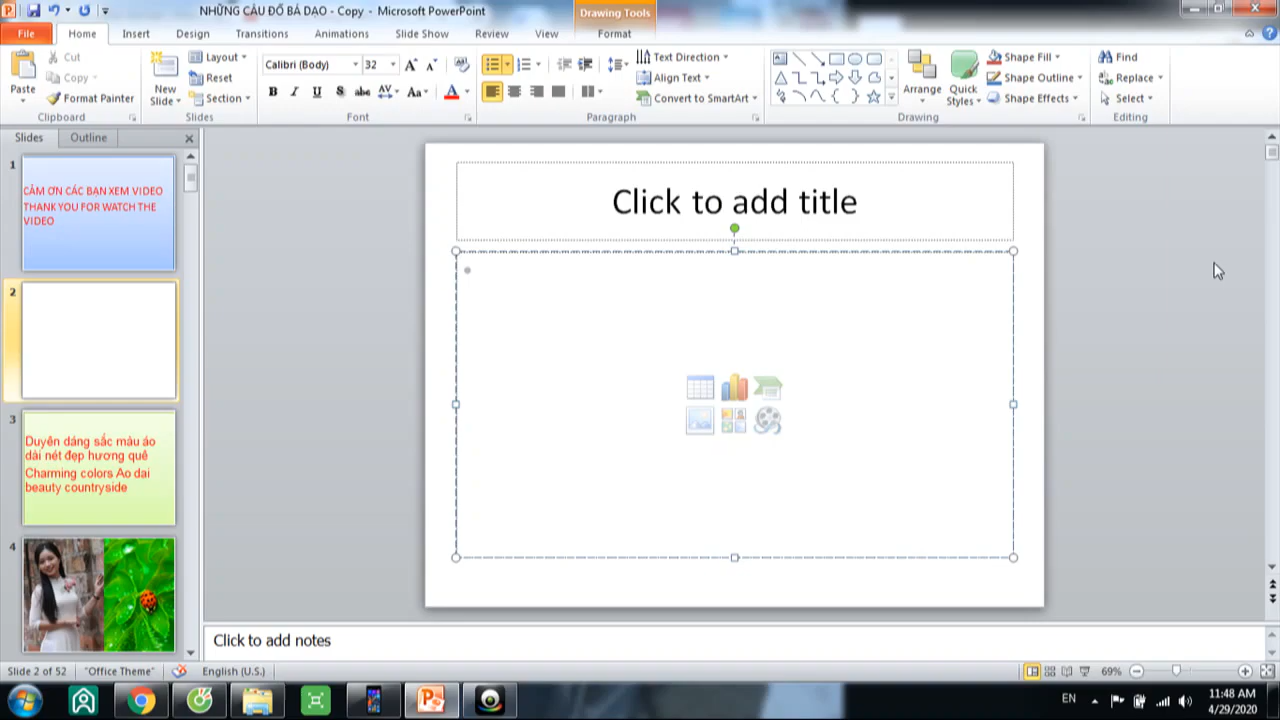 NHỮNG CÂU ĐỐ BÁ DẠO - Copy - Microsoft PowerPoint
Drawing Tools
File Home Insert Design Transitions Animations Slide Show Review View Format
Cut
Copy
Format Painter
Paste
Clipboard
New Slide
Layout
Reset
Section
Slides
Calibri (Body) 32
Font
Text Direction
Align Text
Convert to SmartArt
Paragraph
Arrange
Quick Styles
Shape Fill
Shape Outline
Shape Effects
Drawing
Find
Replace
Select
Editing
Slides Outline
1
CẢM ƠN CÁC BẠN XEM VIDEO
THANK YOU FOR WATCH THE
VIDEO
2
3
Duyên dáng sắc màu áo
dài nét đẹp hương quê
Charming colors Ao dai
beauty countryside
4
Click to add title
Click to add notes
Slide 2 of 52 "Office Theme" English (U.S.) 69%
EN 11:48 AM
4/29/2020